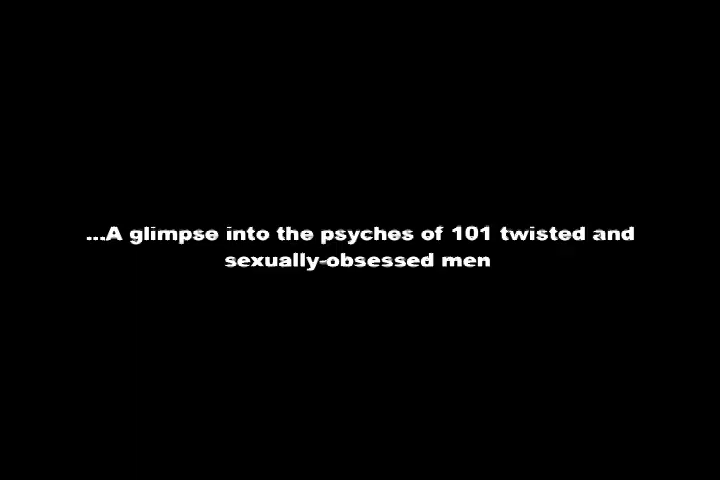 ...A glimpse into the psyches of 101 twisted and
sexually-obsessed men